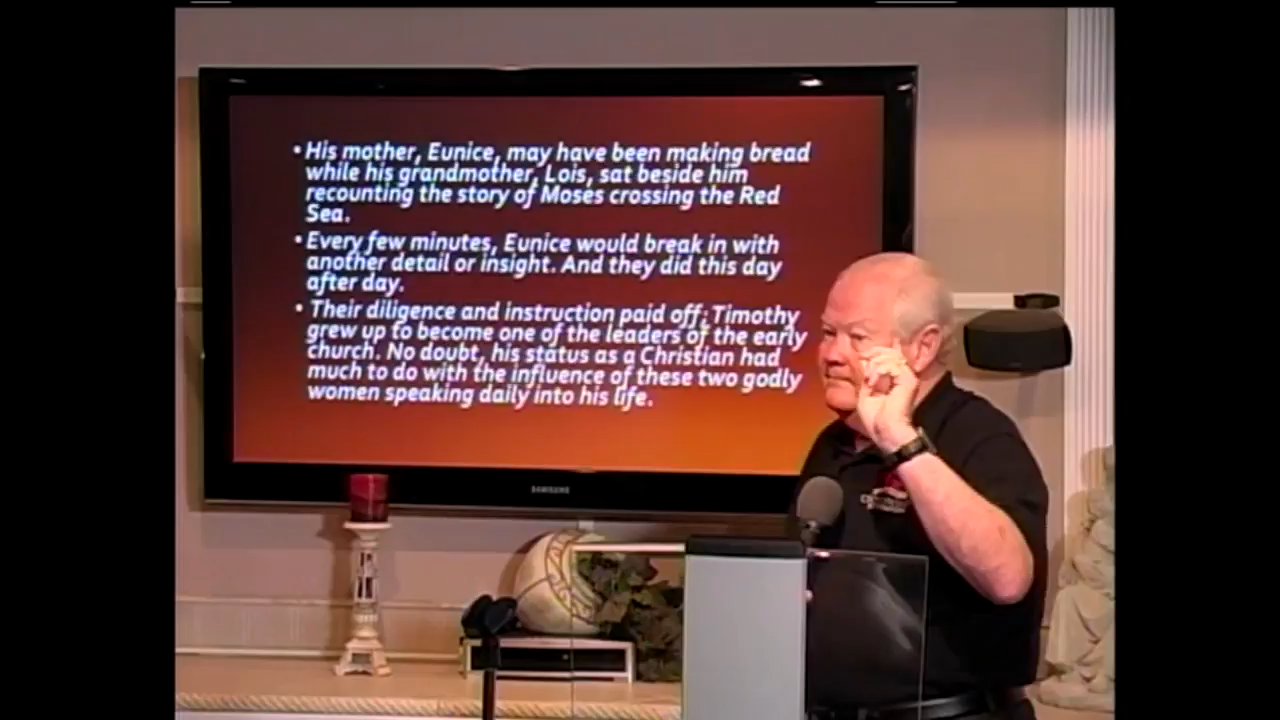 • His mother, Eunice, may have been making bread
while his grandmother, Lois, sat beside him
recounting the story of Moses crossing the Red
Sea.
• Every few minutes, Eunice would break in with
another detail or insight. And they did this day
after day.
• Their diligence and instruction paid off; Timothy
grew up to become one of the leaders of the early
church. No doubt, his status as a Christian had
much to do with the influence of these two godly
women speaking daily into his life.
SAMSUNG